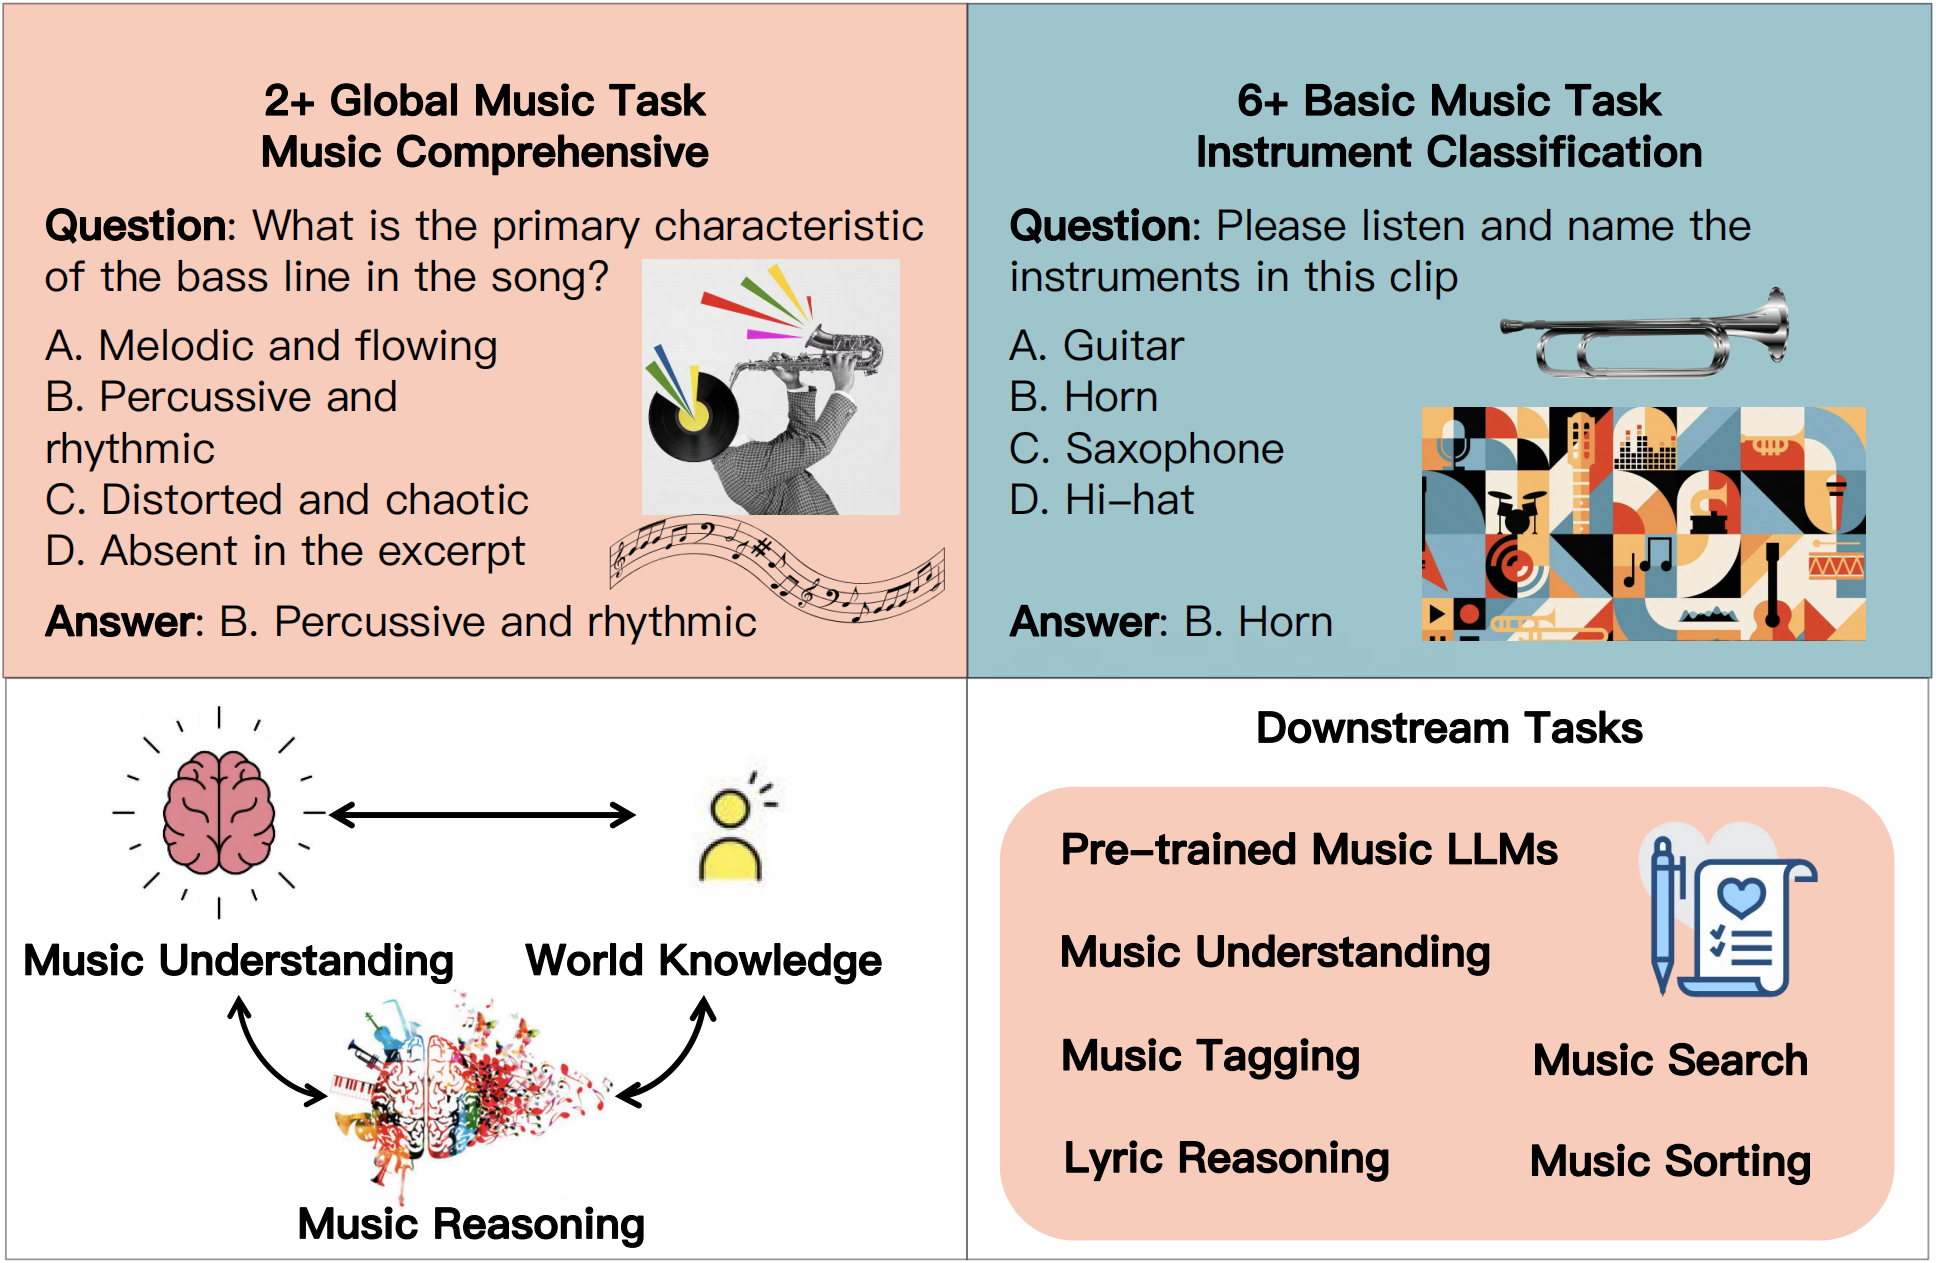 2+ Global Music Task
Music Comprehensive
Question: What is the primary characteristic
of the bass line in the song?
A. Melodic and flowing
B. Percussive and
rhythmic
C. Distorted and chaotic
D. Absent in the excerpt
Answer: B. Percussive and rhythmic
6+ Basic Music Task
Instrument Classification
Question: Please listen and name the
instruments in this clip
A. Guitar
B. Horn
C. Saxophone
D. Hi–hat
Answer: B. Horn
Music Understanding
World Knowledge
Music Reasoning
Downstream Tasks
Pre–trained Music LLMs
Music Understanding
Music Tagging
Music Search
Lyric Reasoning
Music Sorting